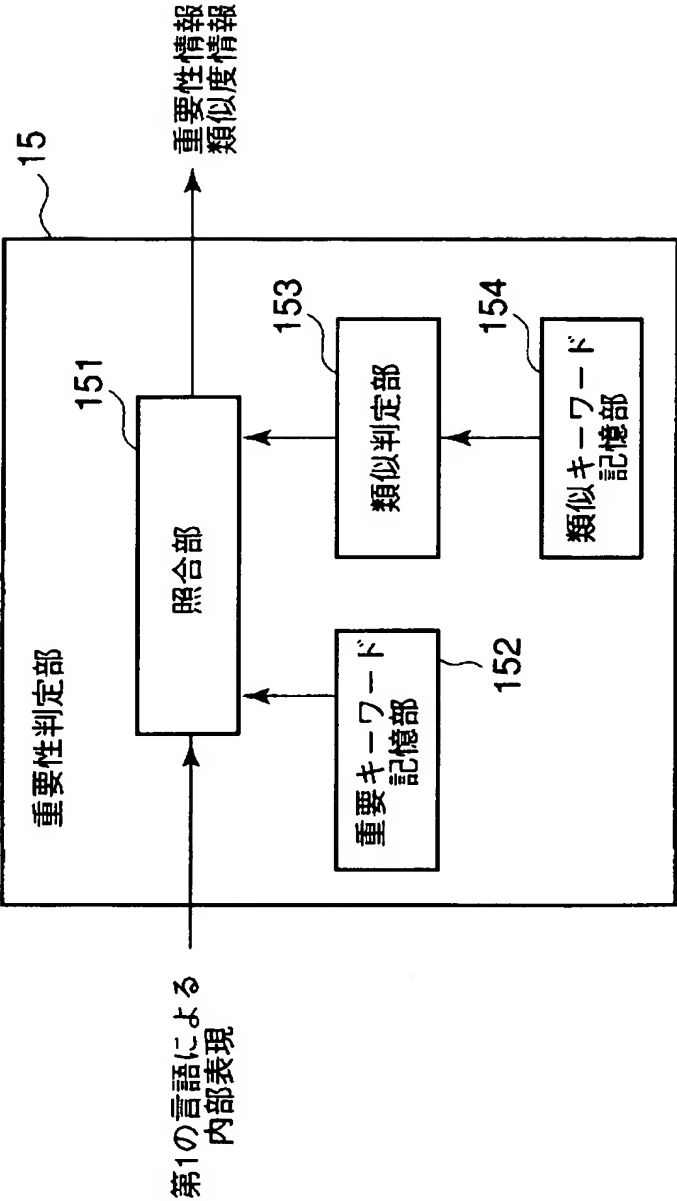 15
重要性判定部
第1の言語による
内部表現
照合部
151
重要性情報
類似度情報
重要キーワード
記憶部
152
類似判定部
153
類似キーワード
記憶部
154